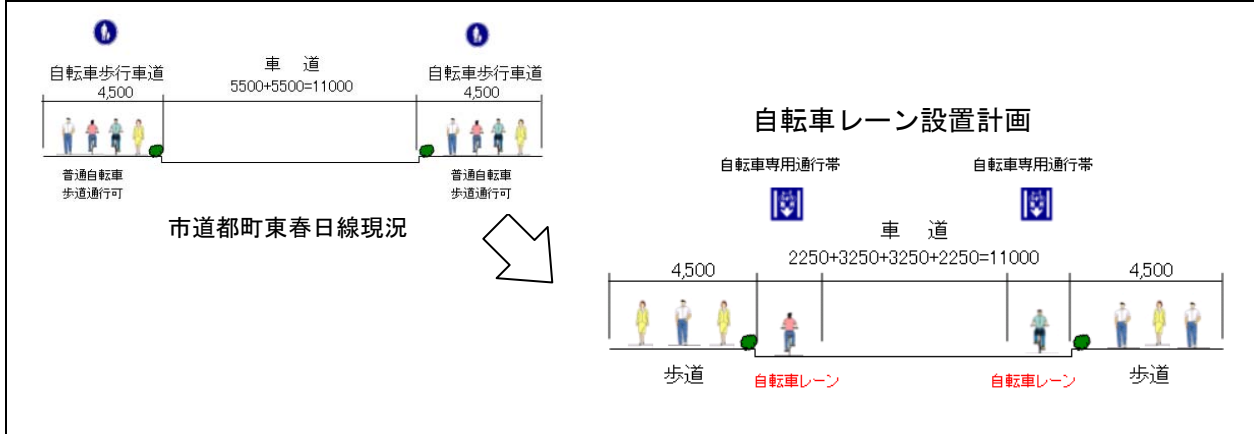 自転車歩行車道
4,500
車 道
5500+5500=11000
自転車歩行車道
4,500
普通自転車
歩道通行可
普通自転車
歩道通行可
市道都町東春日線現況
自転車レーン設置計画
自転車専用通行帯
自転車専用通行帯
車 道
2250+3250+3250+2250=11000
4,500
4,500
歩道
自転車レーン
自転車レーン
歩道